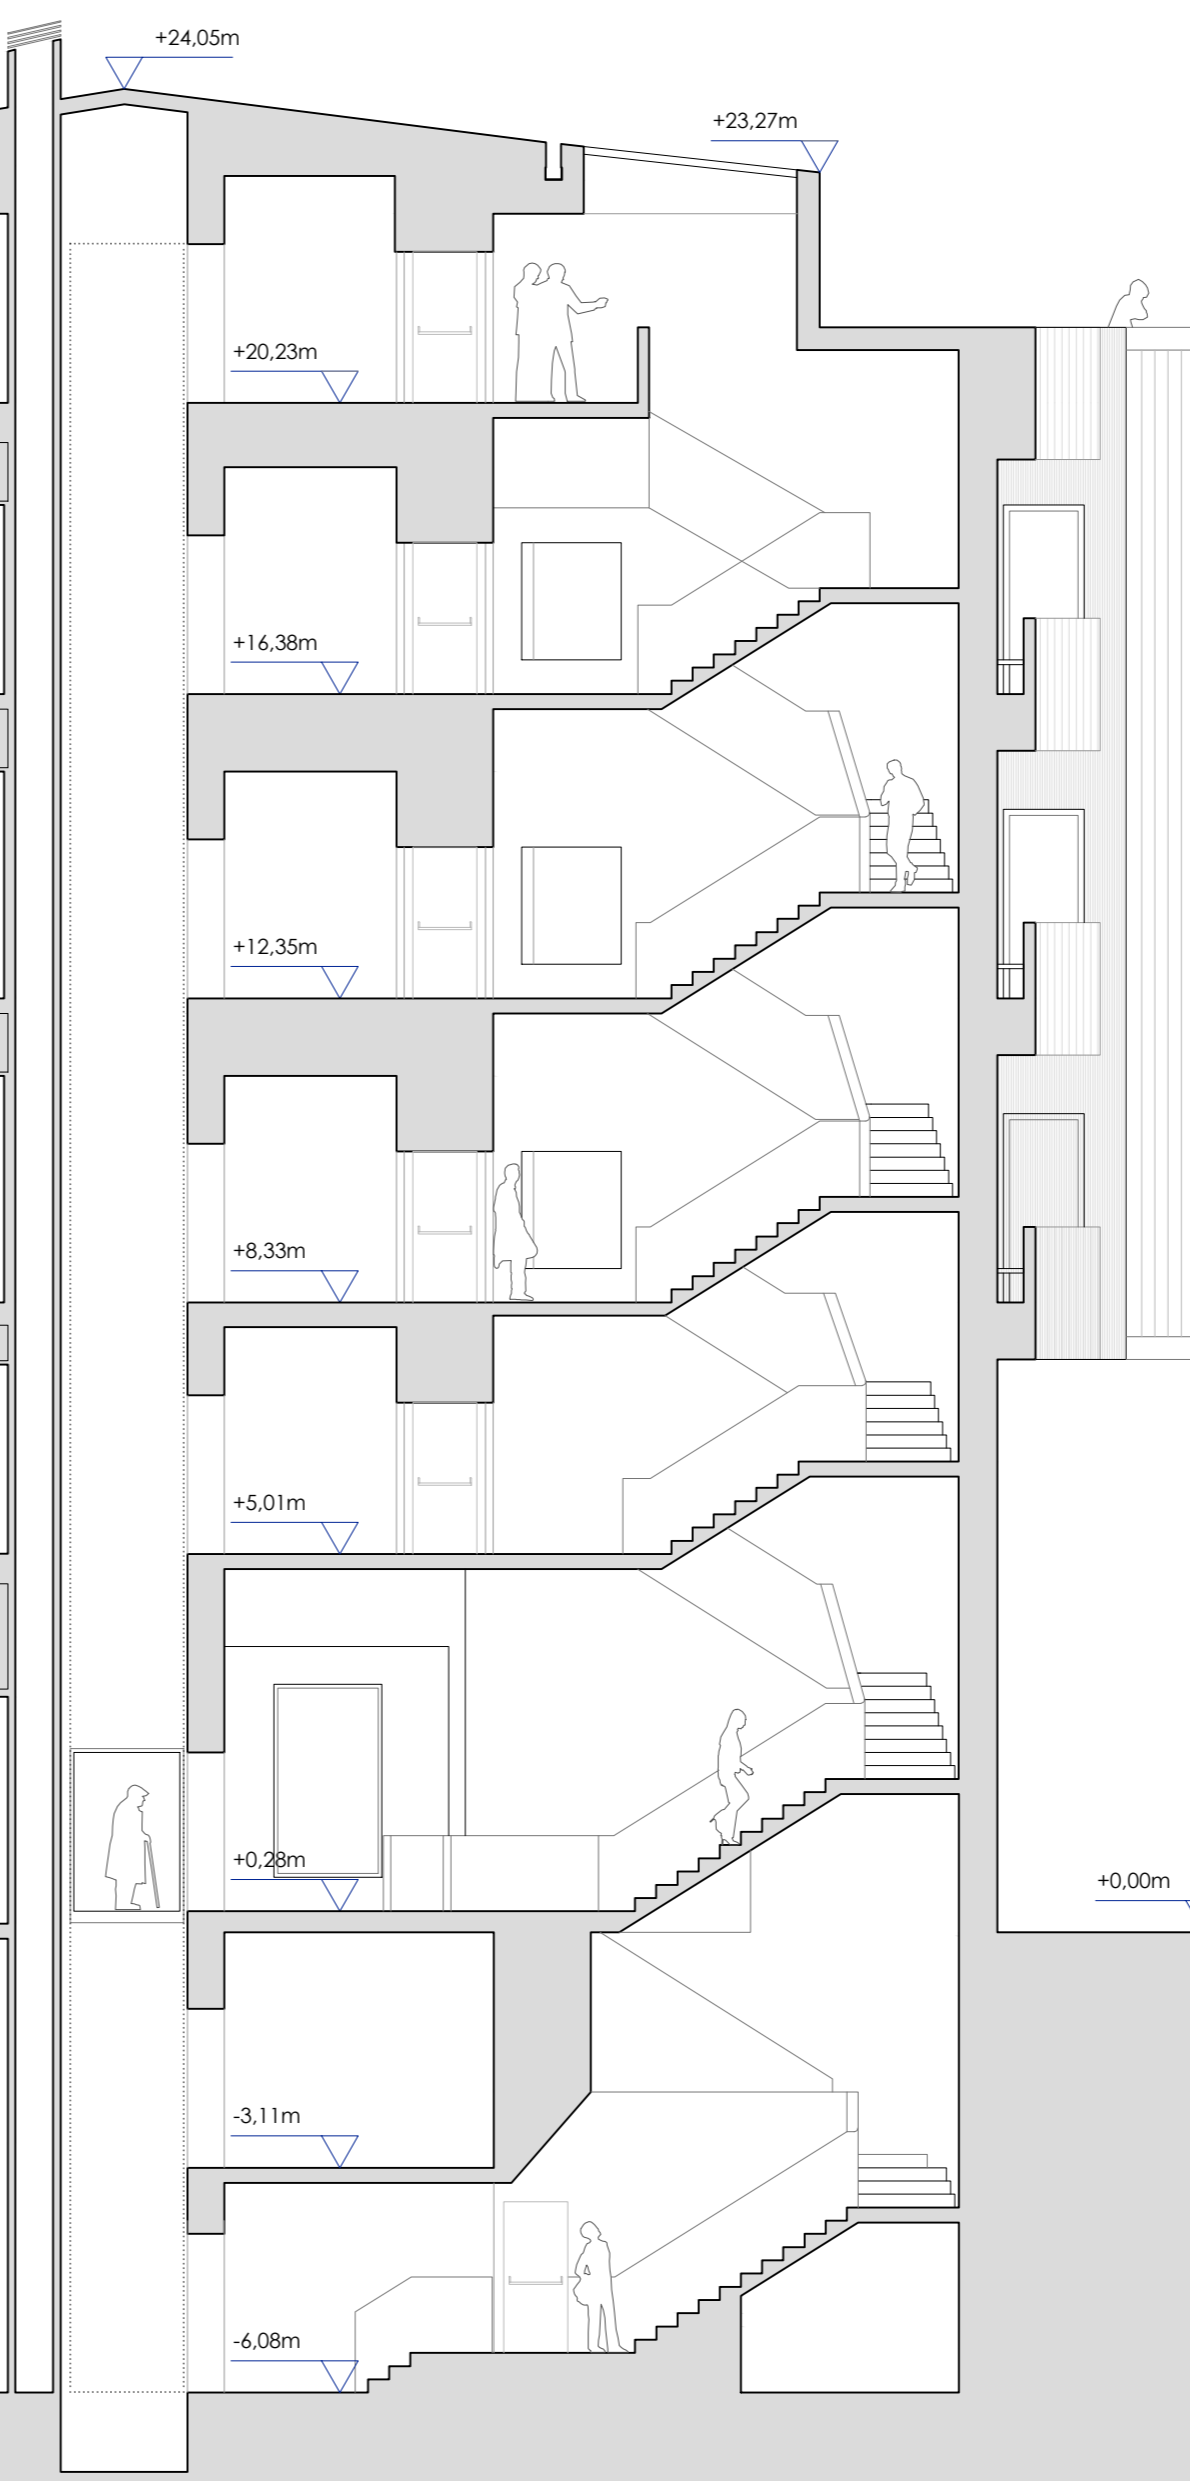 +24,05m
+23,27m
+20,23m
+16,38m
+12,35m
+8,33m
+5,01m
+0,28m
+0,00m
-3,11m
-6,08m